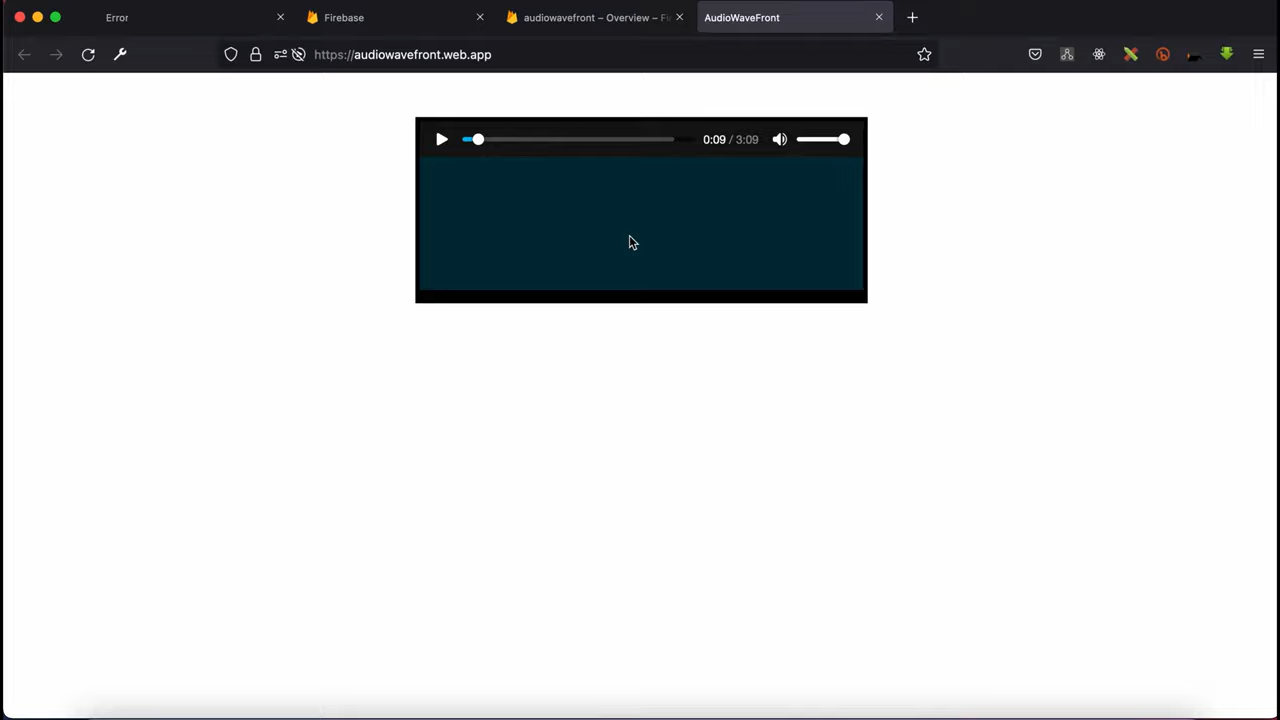 Error
Firebase
audiowavefront – Overview – Fi
AudioWaveFront
https://audiowavefront.web.app
0:09 / 3:09